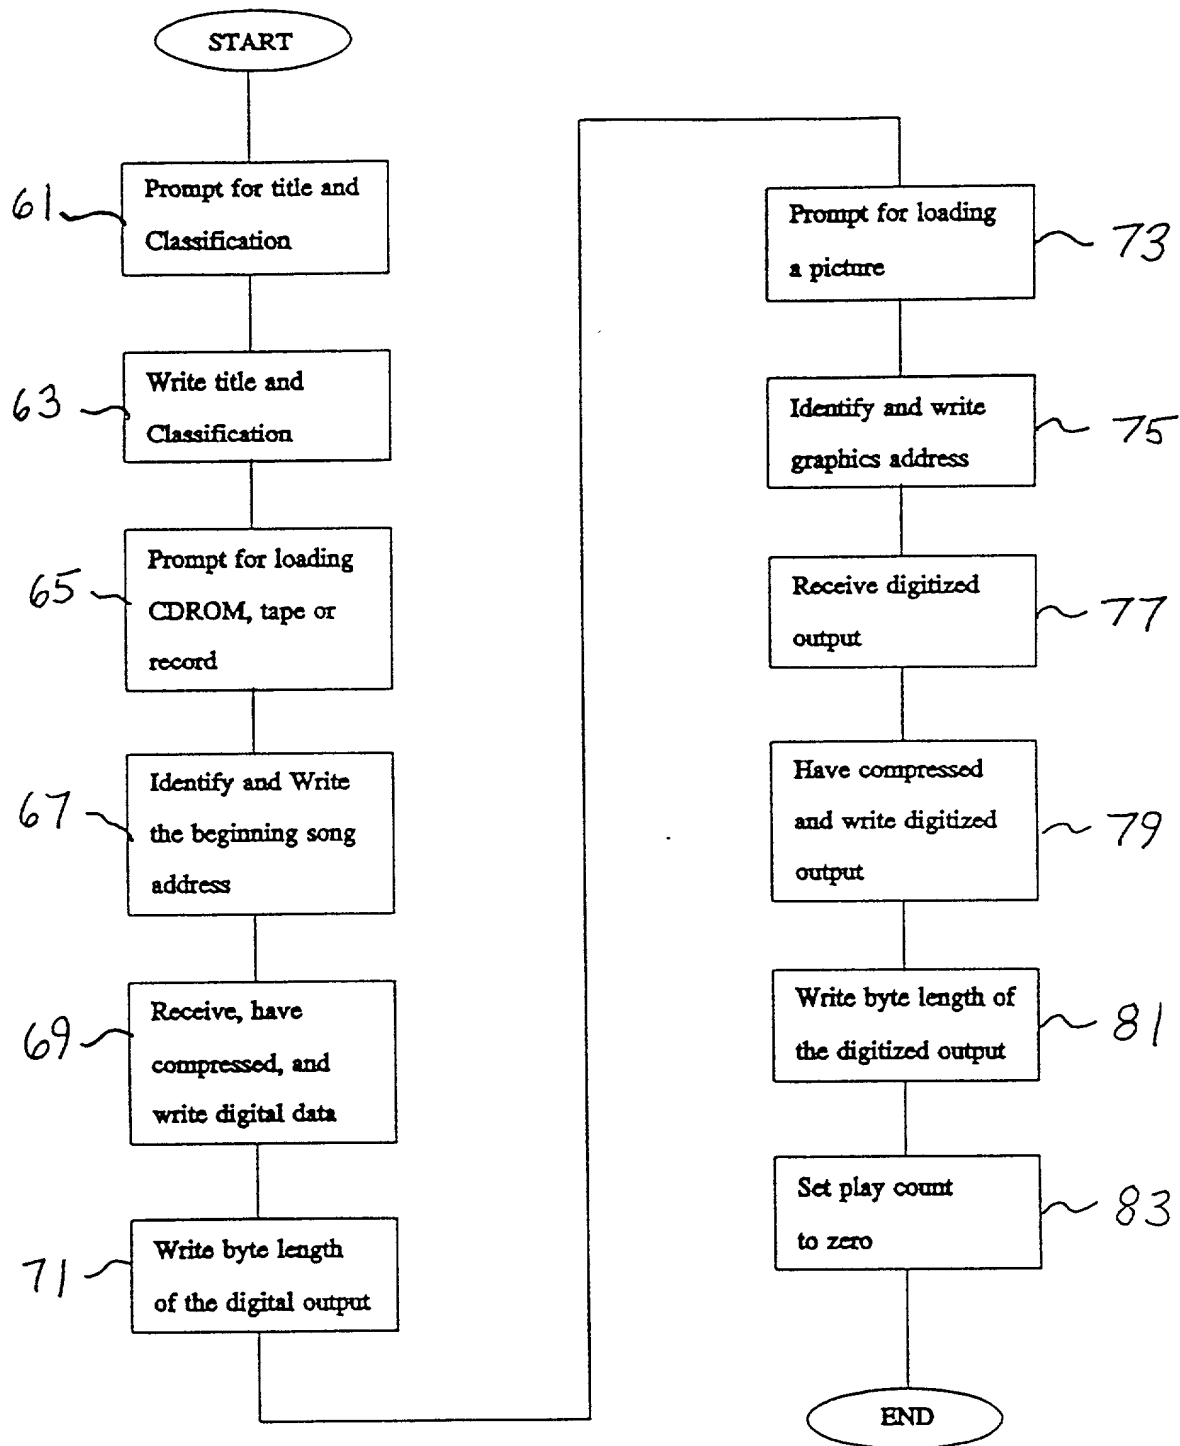 START
61
Prompt for title and
Classification
63
Write title and
Classification
65
Prompt for loading
CDROM, tape or
record
67
Identify and Write
the beginning song
address
69
Receive, have
compressed, and
write digital data
71
Write byte length
of the digital output
Prompt for loading
a picture
73
Identify and write
graphics address
75
Receive digitized
output
77
Have compressed
and write digitized
output
79
Write byte length of
the digitized output
81
Set play count
to zero
83
END